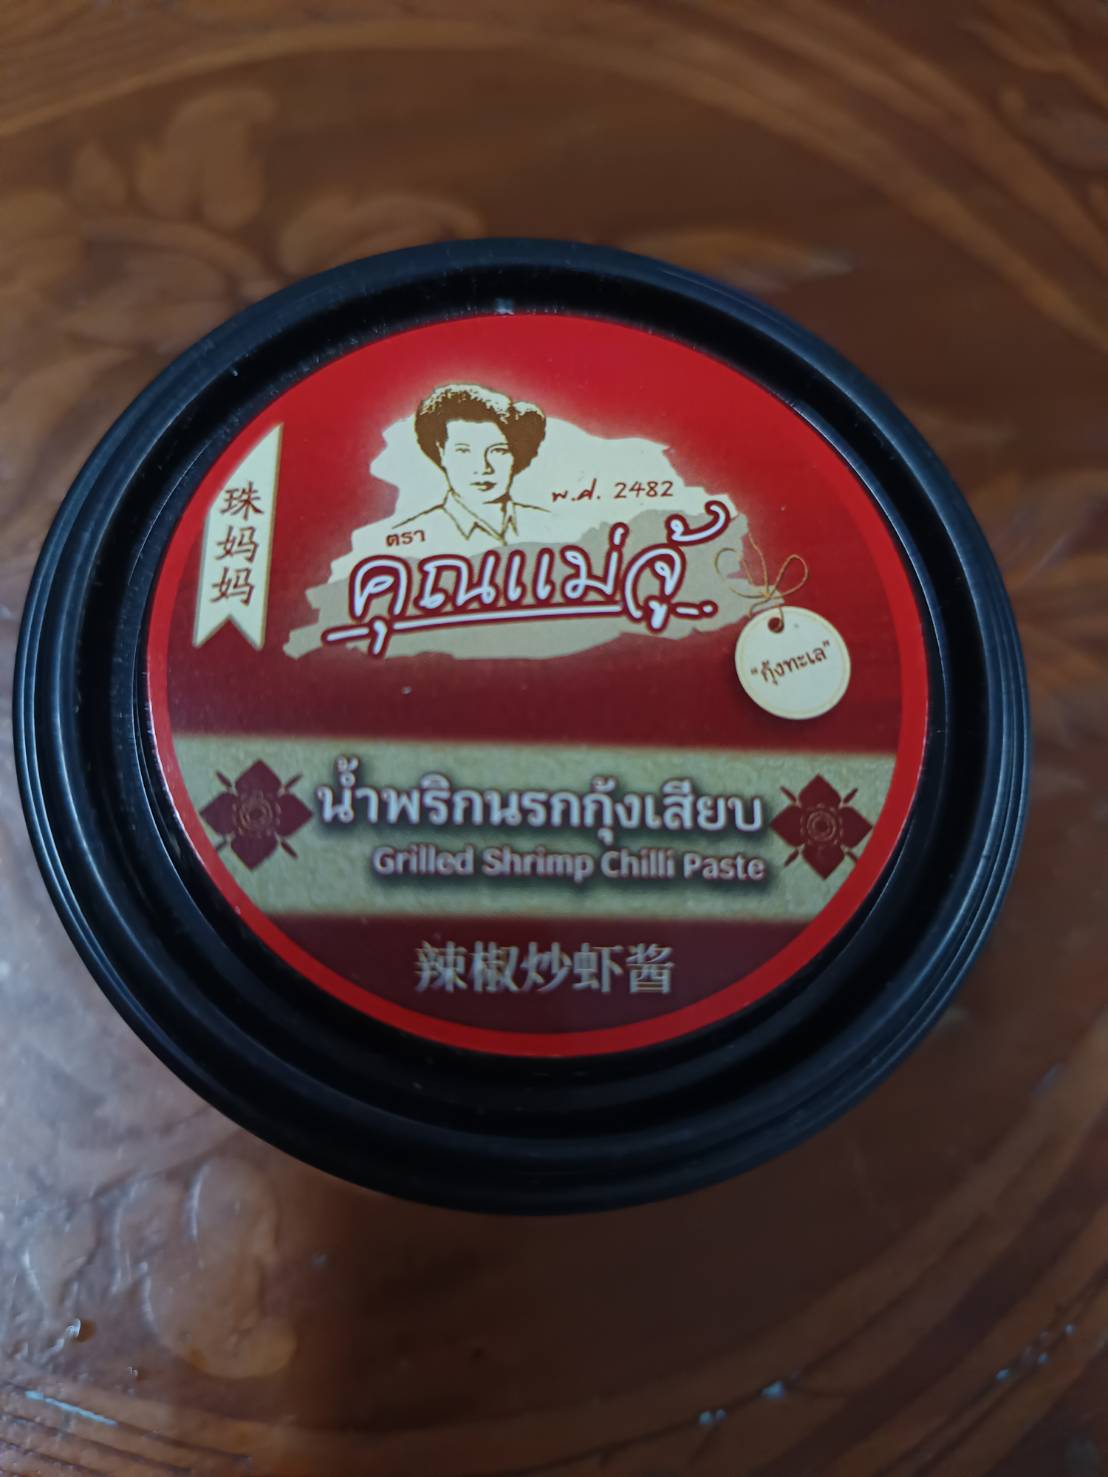 珠妈妈
พ.ศ. 2482
ตรา
คุณแม่จู้
"กุ้งทะเล"
น้ำพริกนรกกุ้งเสียบ
Grilled Shrimp Chilli Paste
辣椒炒虾酱